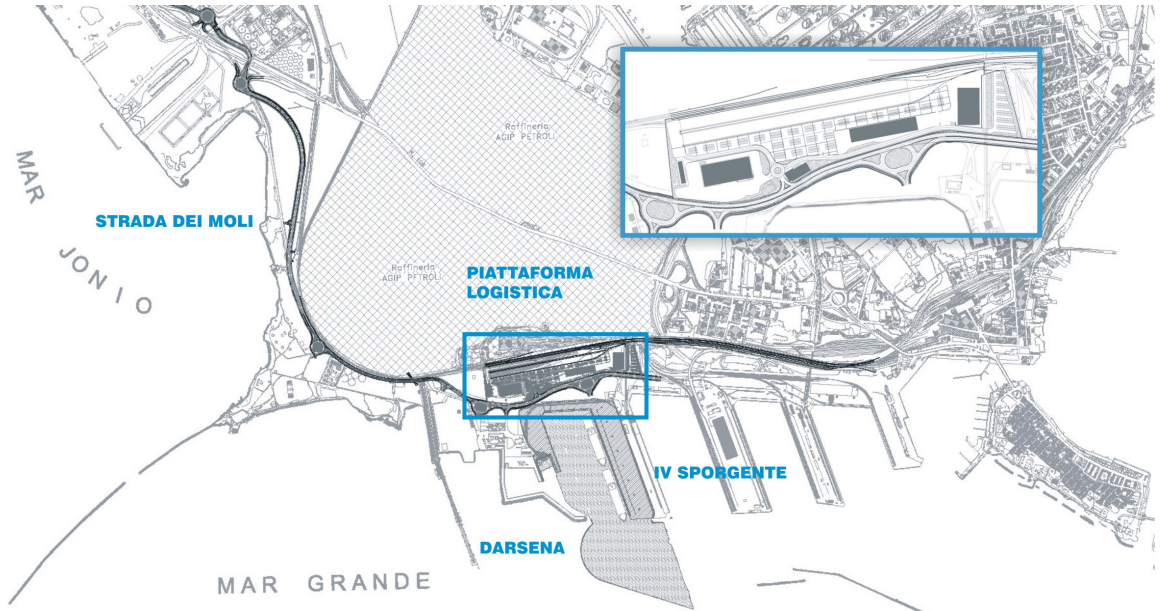 Raffineria
AGIP PETROLI
MAR
JONIO
STRADA DEI MOLI
Raffineria
AGIP PETROLI
PIATTAFORMA
LOGISTICA
IV SPORGENTE
DARSENA
MAR GRANDE